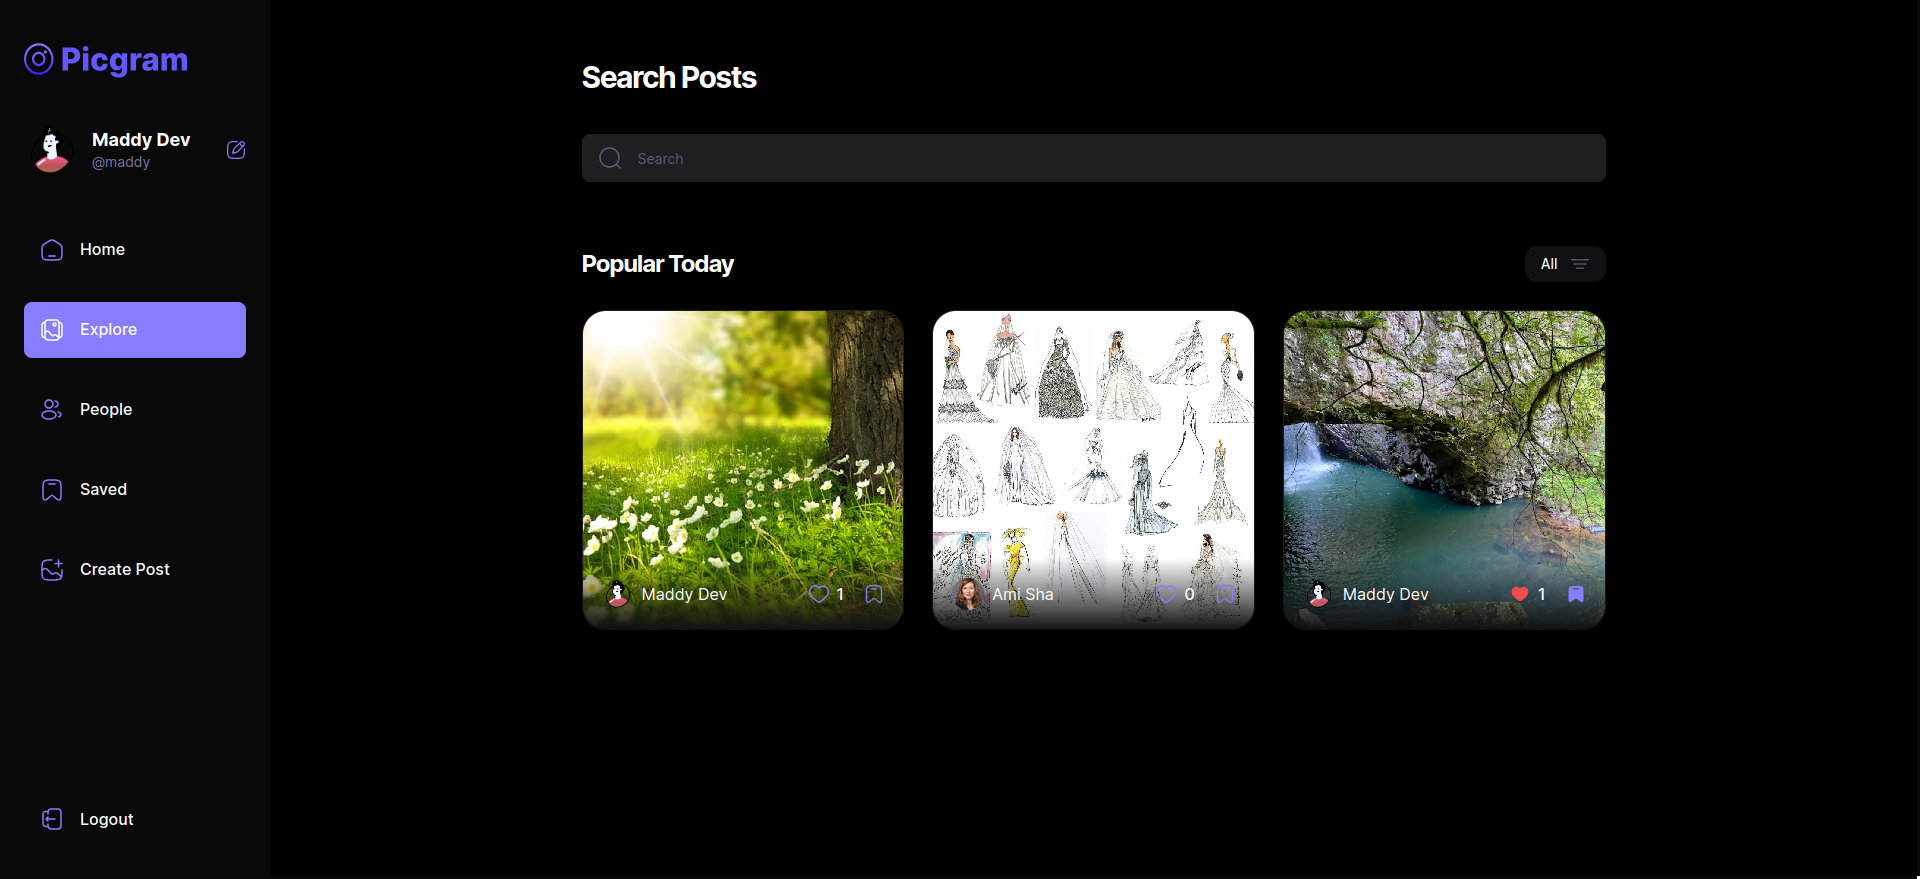 Picgram
Maddy Dev
@maddy
Home
Explore
People
Saved
Create Post
Logout
Search Posts
Search
Popular Today
All
Maddy Dev 1
Ami Sha 0
Maddy Dev 1